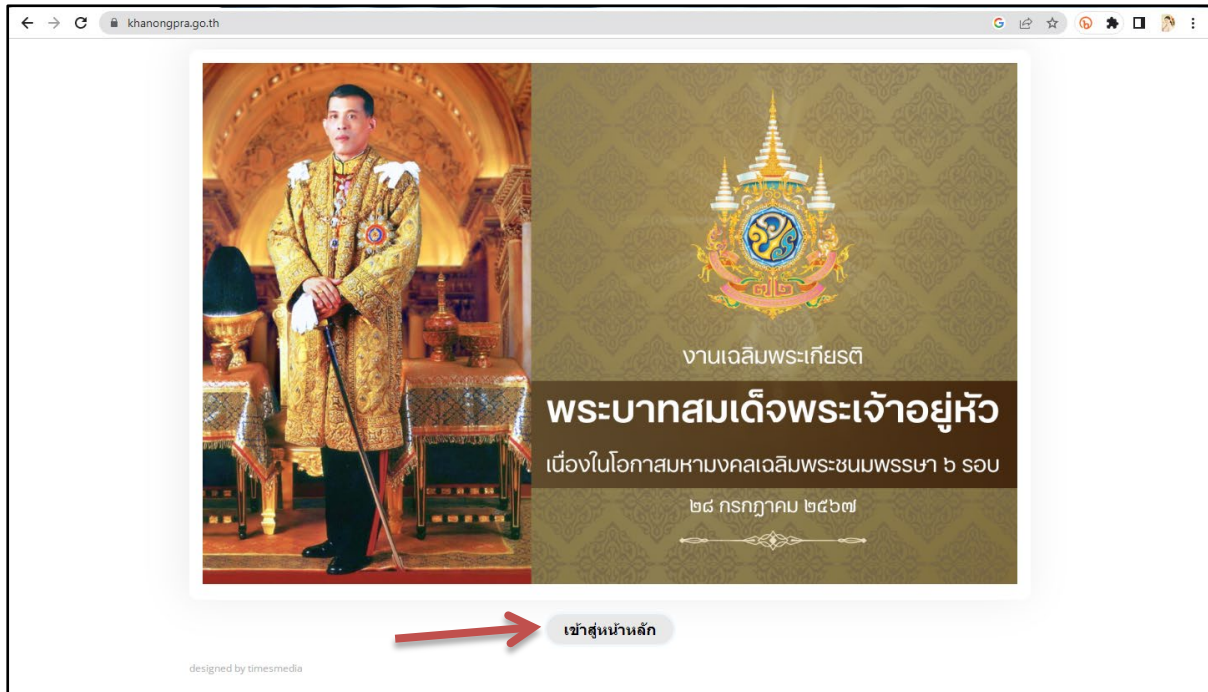 khanongpra.go.th
งานเฉลิมพระเกียรติ
พระบาทสมเด็จพระเจ้าอยู่หัว
เนื่องในโอกาสมหามงคลเฉลิมพระชนมพรรษา ๖ รอบ
๒๘ กรกฎาคม ๒๕๖๗
เข้าสู่หน้าหลัก
designed by timesmedia